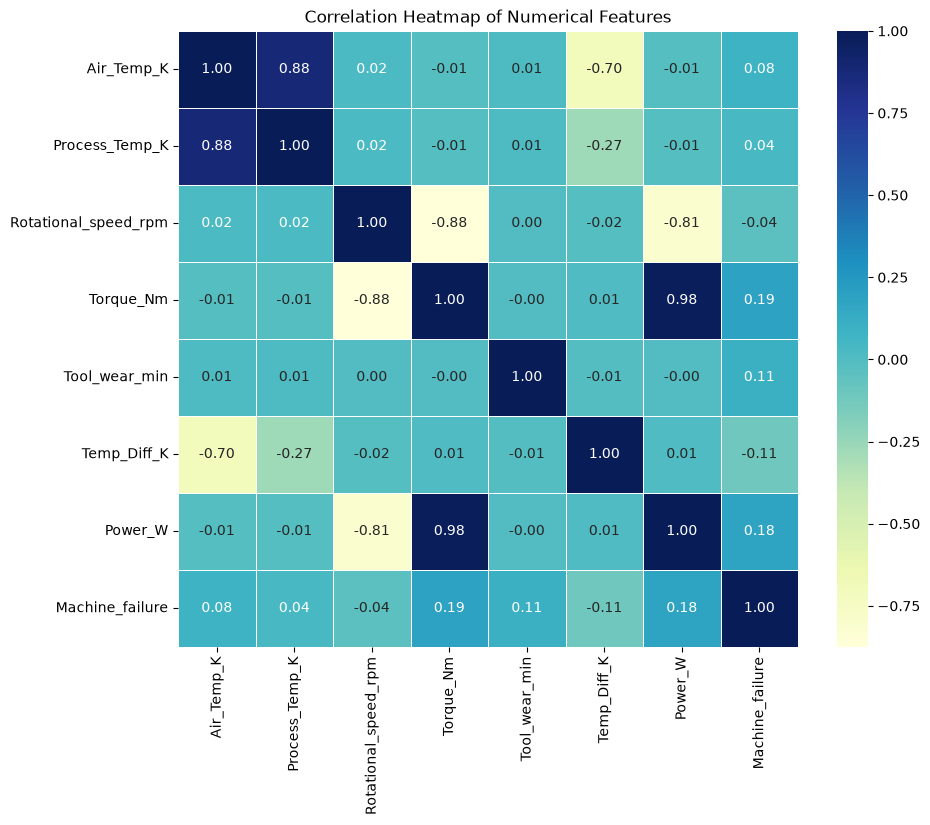 Correlation Heatmap of Numerical Features
Air_Temp_K 1.00 0.88 0.02 -0.01 0.01 -0.70 -0.01 0.08
Process_Temp_K 0.88 1.00 0.02 -0.01 0.01 -0.27 -0.01 0.04
Rotational_speed_rpm 0.02 0.02 1.00 -0.88 0.00 -0.02 -0.81 -0.04
Torque_Nm -0.01 -0.01 -0.88 1.00 -0.00 0.01 0.98 0.19
Tool_wear_min 0.01 0.01 0.00 -0.00 1.00 -0.01 -0.00 0.11
Temp_Diff_K -0.70 -0.27 -0.02 0.01 -0.01 1.00 0.01 -0.11
Power_W -0.01 -0.01 -0.81 0.98 -0.00 0.01 1.00 0.18
Machine_failure 0.08 0.04 -0.04 0.19 0.11 -0.11 0.18 1.00
Air_Temp_K
Process_Temp_K
Rotational_speed_rpm
Torque_Nm
Tool_wear_min
Temp_Diff_K
Power_W
Machine_failure
1.00
0.75
0.50
0.25
0.00
−0.25
−0.50
−0.75